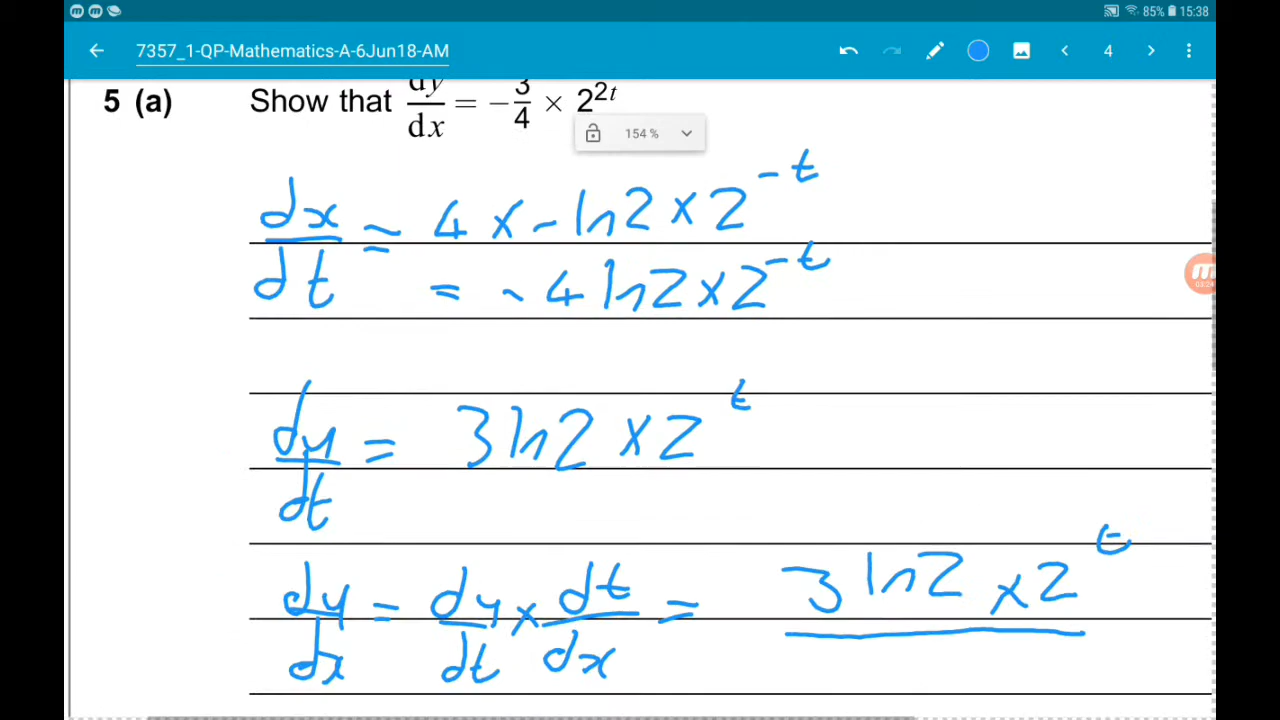 85% 15:38
7357_1-QP-Mathematics-A-6Jun18-AM
4
5 (a) Show that dy/dx = −3/4 × 2^(2t)
154 %
dx/dt = 4 × -ln2 × 2^(-t)
= -4 ln2 × 2^(-t)
03:24
dy/dt = 3 ln2 × 2^t
dy/dx = dy/dt × dt/dx = 3 ln2 × 2^t